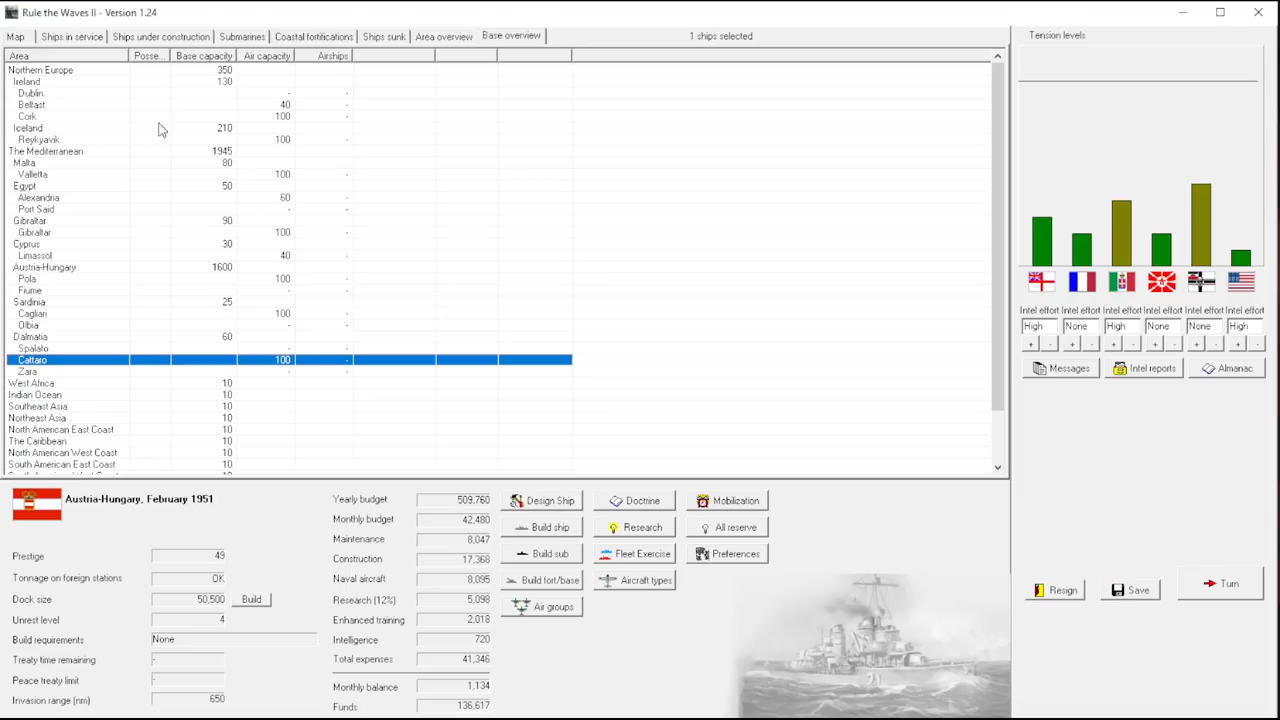 Rule the Waves II - Version 1.24
Map Ships in service Ships under construction Submarines Coastal fortifications Ships sunk Area overview Base overview 1 ships selected
Area Posse... Base capacity Air capacity Airships
Northern Europe 350
Ireland 130
Dublin - -
Belfast 40 -
Cork 100 -
Iceland 210
Reykyavik 100 -
The Mediterranean 1945
Malta 80
Valletta 100 -
Egypt 50
Alexandria 60 -
Port Said - -
Gibraltar 90
Gibraltar 100 -
Cyprus 30
Limassol 40 -
Austria-Hungary 1600
Pola 100 -
Fiume - -
Sardinia 25
Cagliari 100 -
Olbia - -
Dalmatia 60
Spalato - -
Cattaro 100 -
Zara - -
West Africa 10
Indian Ocean 10
Southeast Asia 10
Northeast Asia 10
North American East Coast 10
The Caribbean 10
North American West Coast 10
South American East Coast 10
Tension levels
Intel effort Intel effort Intel effort Intel effort Intel effort Intel effort
High None High None None High
+ - + - + - + - + - + -
Messages Intel reports Almanac
Resign Save Turn
Austria-Hungary, February 1951
Prestige 49
Tonnage on foreign stations OK
Dock size 50,500 Build
Unrest level 4
Build requirements None
Treaty time remaining -
Peace treaty limit -
Invasion range (nm) 650
Yearly budget 509,760
Monthly budget 42,480
Maintenance 8,047
Construction 17,368
Naval aircraft 8,095
Research (12%) 5,098
Enhanced training 2,018
Intelligence 720
Total expenses 41,346
Monthly balance 1,134
Funds 136,617
Design Ship Doctrine Mobilization
Build ship Research All reserve
Build sub Fleet Exercise Preferences
Build fort/base Aircraft types
Air groups